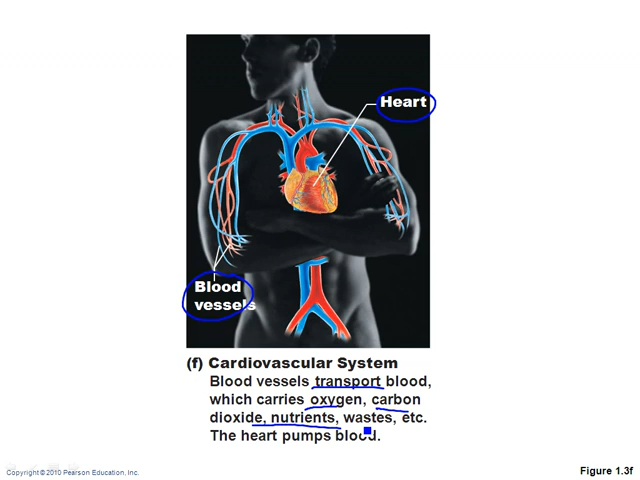 Heart
Blood
vessels
(f) Cardiovascular System
Blood vessels transport blood,
which carries oxygen, carbon
dioxide, nutrients, wastes, etc.
The heart pumps blood.
Copyright © 2010 Pearson Education, Inc.
Figure 1.3f